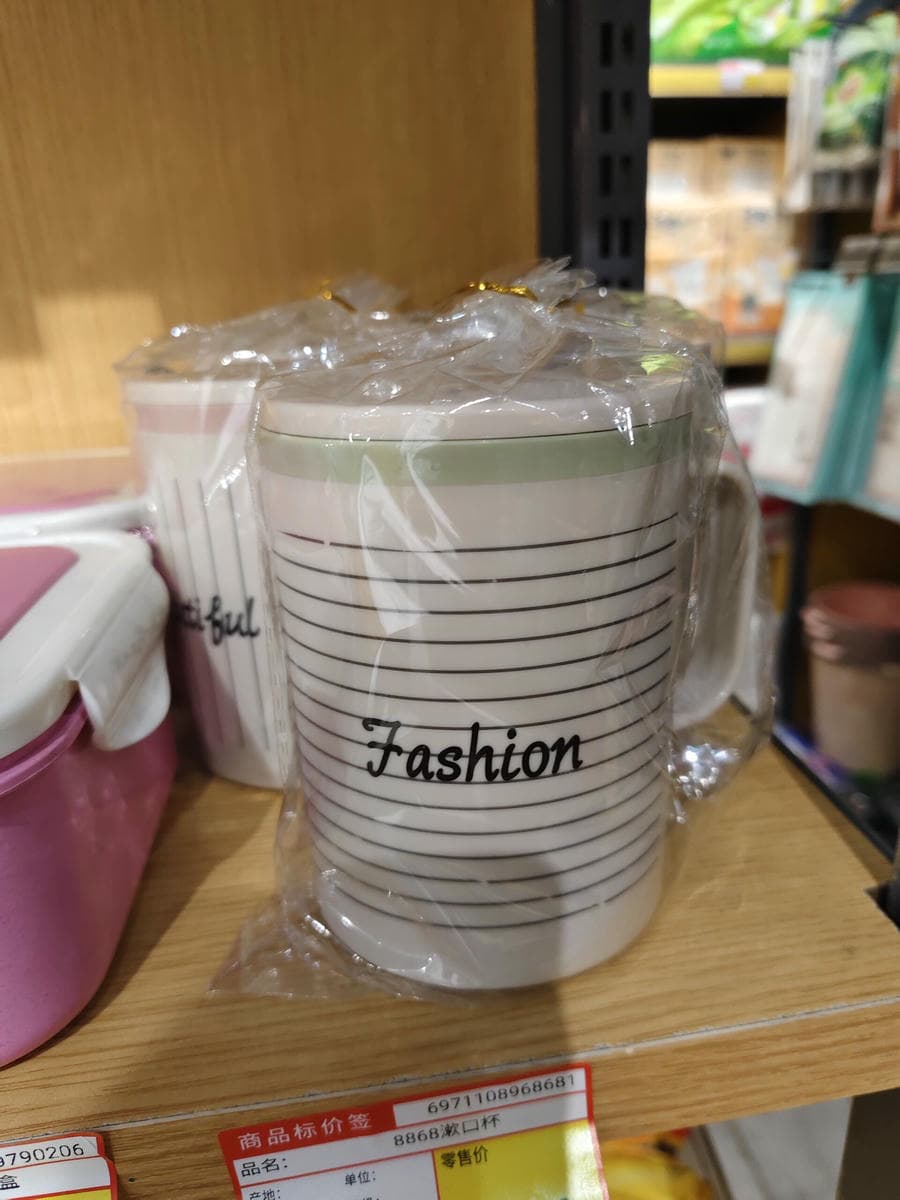 ful
Fashion
9790206
盒
商品标价签
6971108968681
品名：
8868漱口杯
产地：
单位：
零售价